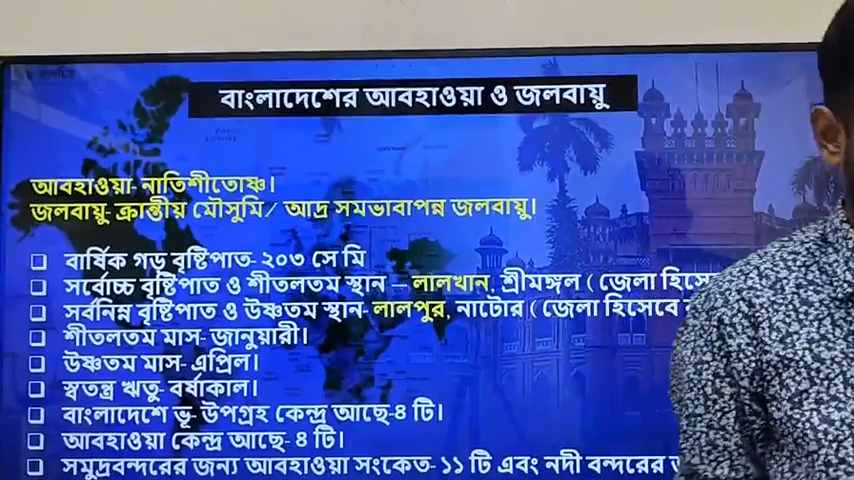 বাংলাদেশের আবহাওয়া ও জলবায়ু
আবহাওয়া- নাতিশীতোষ্ণ।
জলবায়ু- ক্রান্তীয় মৌসুমি/ আদ্র সমভাবাপন্ন জলবায়ু।
বার্ষিক গড় বৃষ্টিপাত- ২০৩ সে মি
সর্বোচ্চ বৃষ্টিপাত ও শীতলতম স্থান – লালখান, শ্রীমঙ্গল ( জেলা হিসে
সর্বনিম্ন বৃষ্টিপাত ও উষ্ণতম স্থান- লালপুর, নাটোর ( জেলা হিসেবে
শীতলতম মাস- জানুয়ারী।
উষ্ণতম মাস- এপ্রিল।
স্বতন্ত্র ঋতু- বর্ষাকাল।
বাংলাদেশে ভূ- উপগ্রহ কেন্দ্র আছে- ৪ টি।
আবহাওয়া কেন্দ্র আছে- ৪ টি।
সমুদ্রবন্দরের জন্য আবহাওয়া সংকেত- ১১ টি এবং নদী বন্দরের